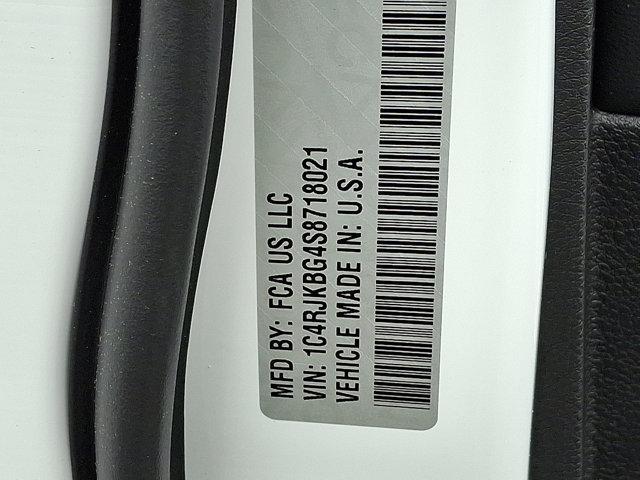 MFD BY: FCA US LLC
VIN: 1C4RJKBG4S8718021
VEHICLE MADE IN: U.S.A.